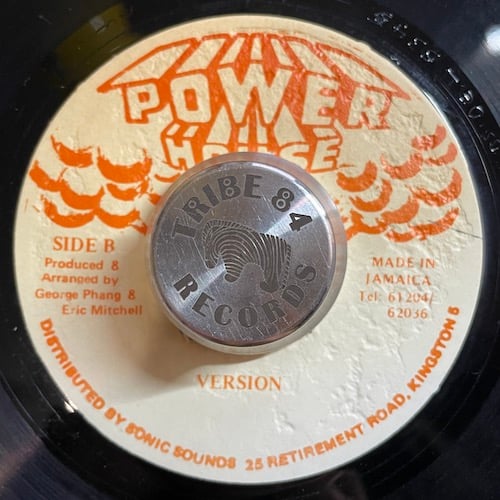 POWER
HOUSE
TRIBE 84
RECORDS
SIDE B
Produced &
Arranged by
George Phang &
Eric Mitchell
MADE IN
JAMAICA
Tel: 61204/
62036
VERSION
DISTRIBUTED BY SONIC SOUNDS 25 RETIREMENT ROAD, KINGSTON 5